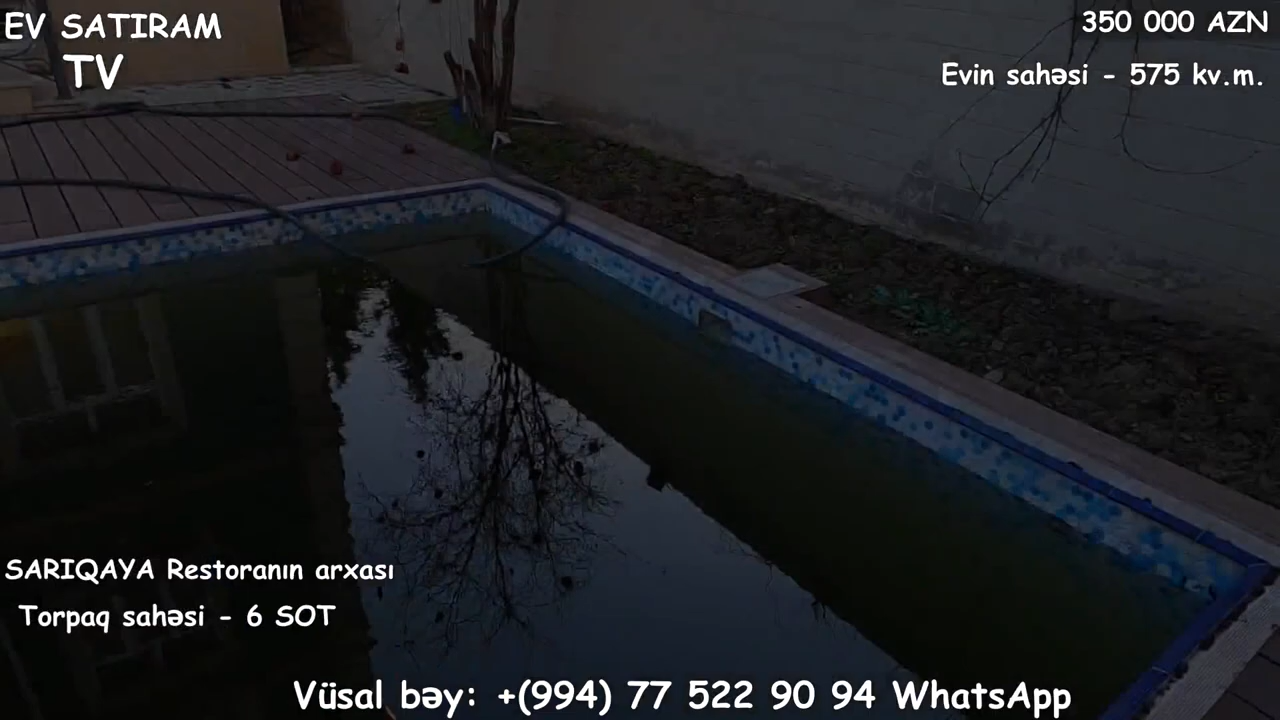 EV SATIRAM
TV
350 000 AZN
Evin sahəsi - 575 kv.m.
SARIQAYA Restoranın arxası
Torpaq sahəsi - 6 SOT
Vüsal bəy: +(994) 77 522 90 94 WhatsApp